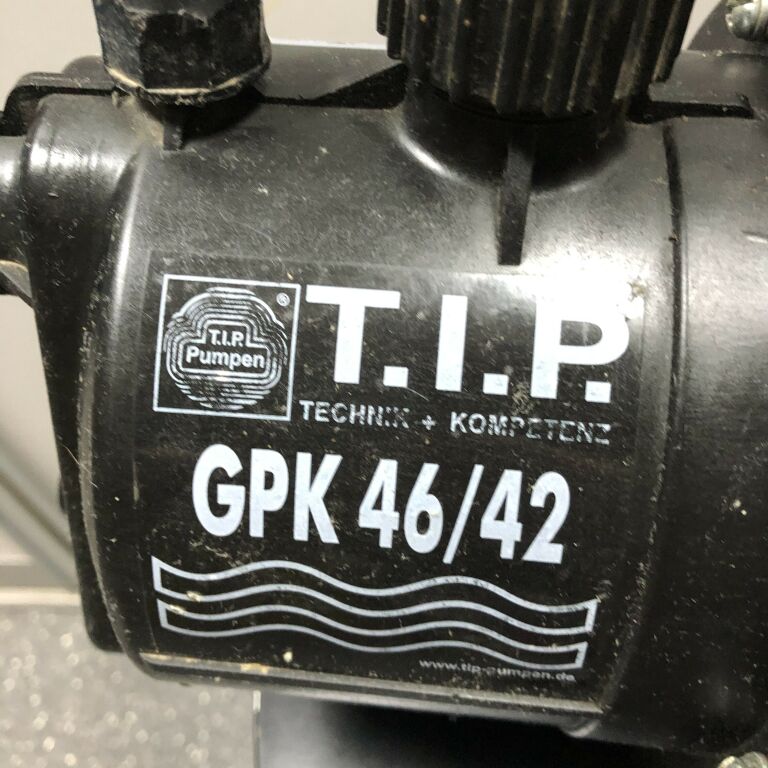 T.I.P.
Pumpen
®
T.I.P.
TECHNIK + KOMPETENZ
GPK 46/42
www.tip-pumpen.de